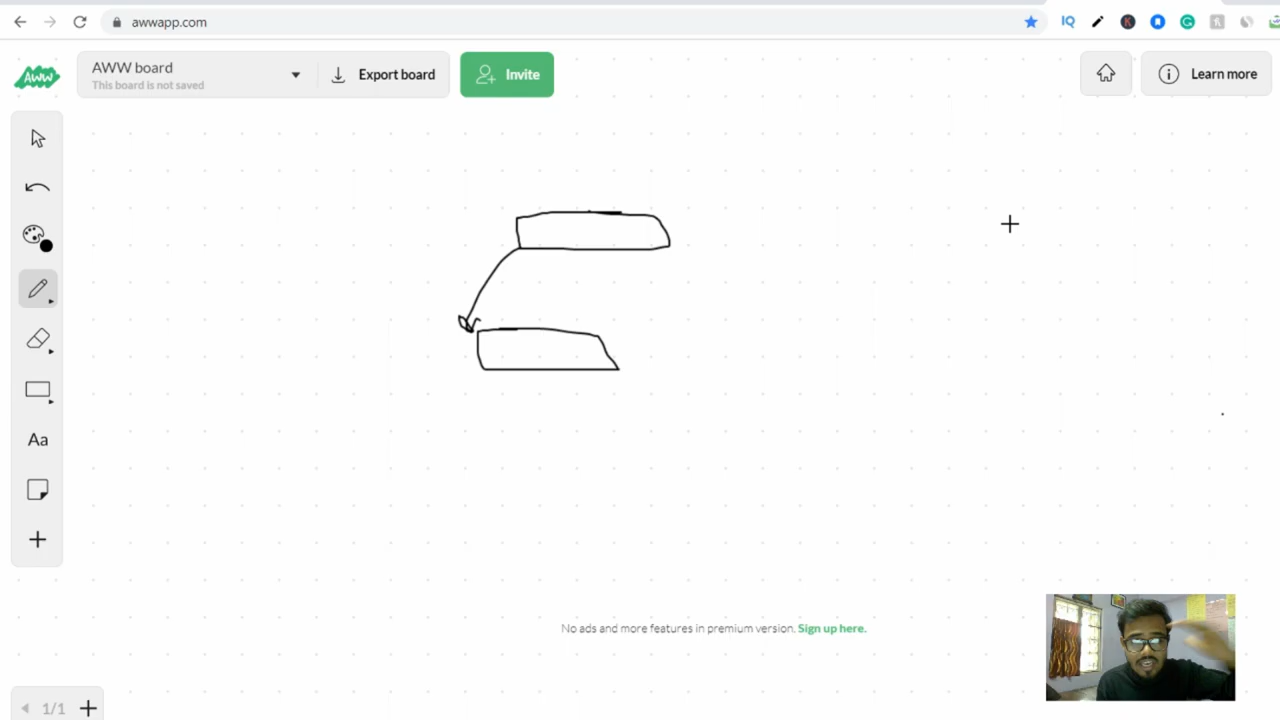 awwapp.com
IQ
AWW
AWW board
This board is not saved
Export board
Invite
Learn more
Aa
No ads and more features in premium version. Sign up here.
1/1